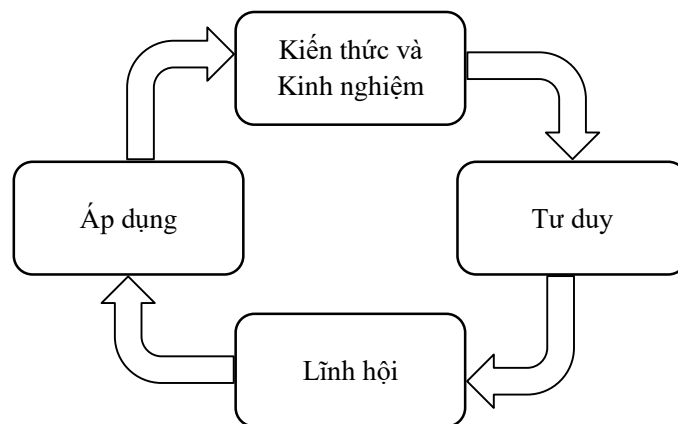 Kiến thức và
Kinh nghiệm
Áp dụng
Tư duy
Lĩnh hội